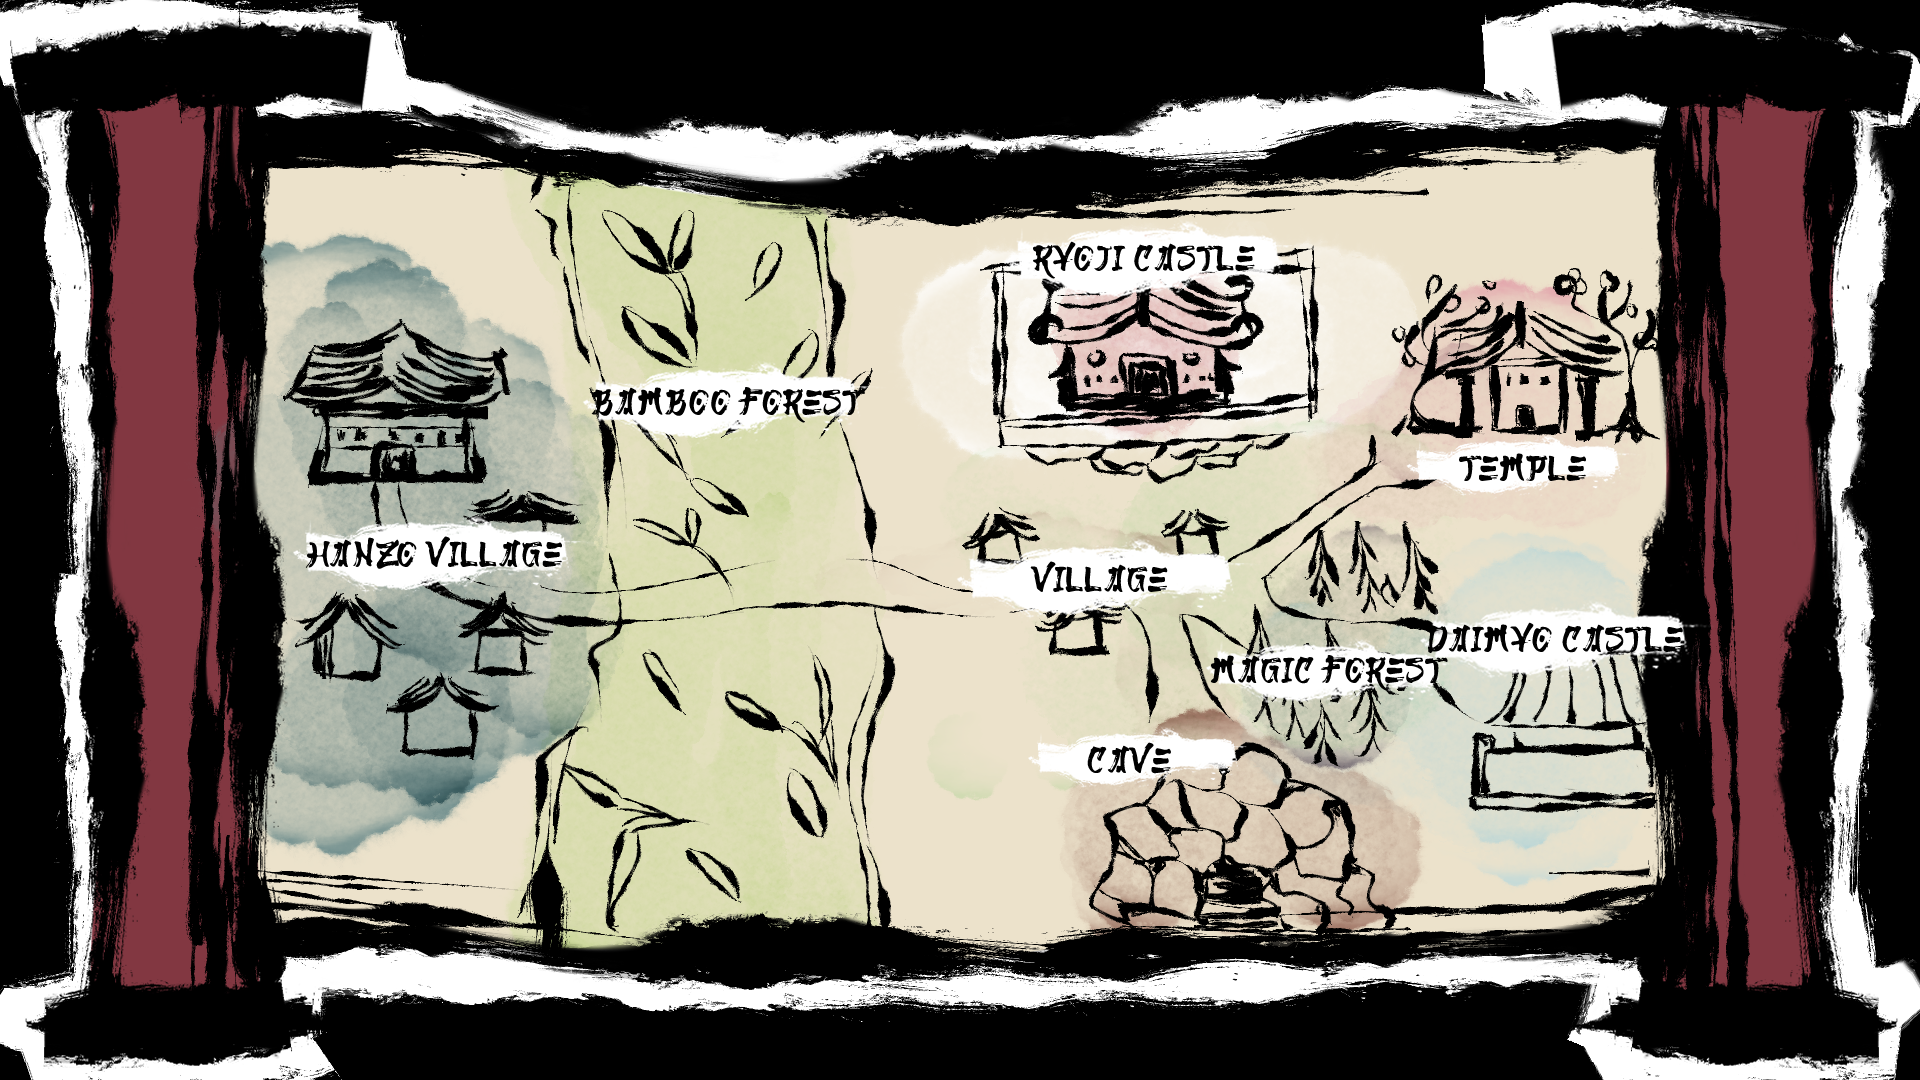 RYOJI CASTLE
BAMBOO FOREST
TEMPLE
HANZO VILLAGE
VILLAGE
DAIMYO CASTLE
MAGIC FOREST
CAVE